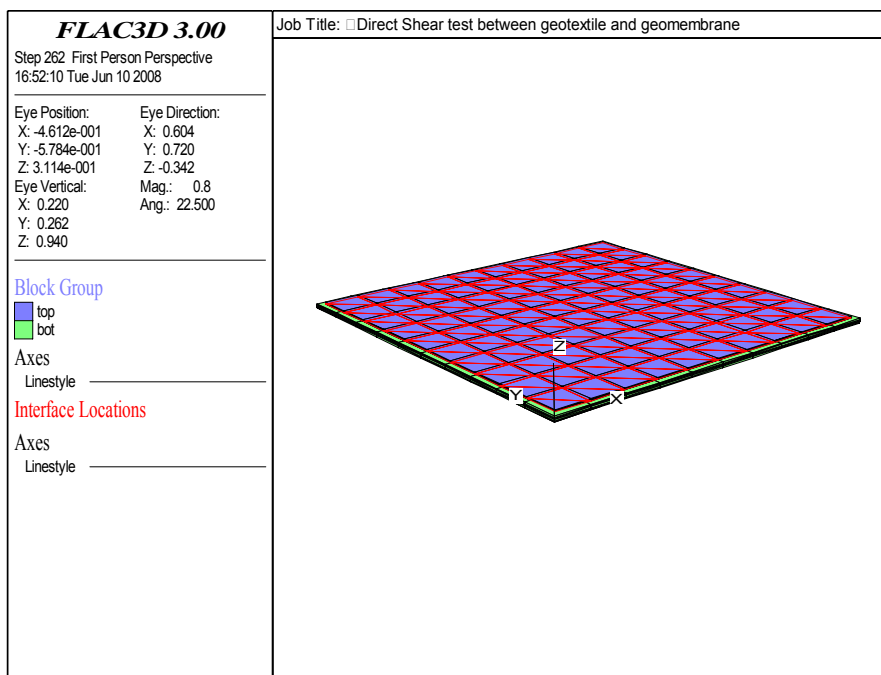 FLAC3D 3.00
Step 262 First Person Perspective
16:52:10 Tue Jun 10 2008
Eye Position: Eye Direction:
X: -4.612e-001 X: 0.604
Y: -5.784e-001 Y: 0.720
Z: 3.114e-001 Z: -0.342
Eye Vertical: Mag.: 0.8
X: 0.220 Ang.: 22.500
Y: 0.262
Z: 0.940
Block Group
top
bot
Axes
Linestyle
Interface Locations
Axes
Linestyle
Job Title: □Direct Shear test between geotextile and geomembrane
Z
Y
X